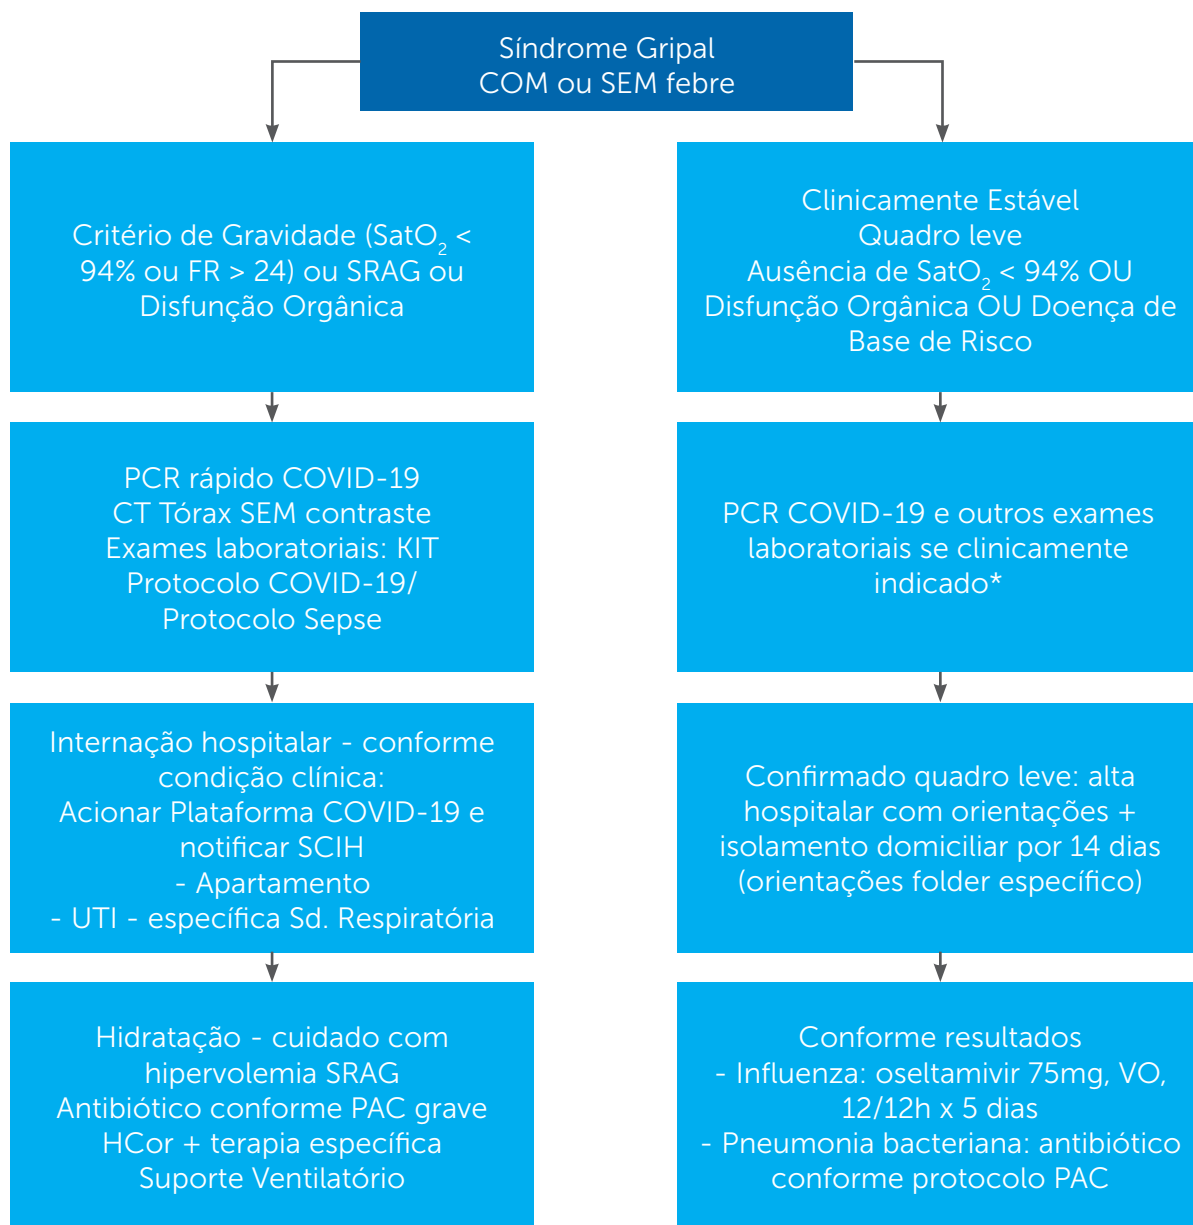 Síndrome Gripal
COM ou SEM febre
Critério de Gravidade (SatO₂ <
94% ou FR > 24) ou SRAG ou
Disfunção Orgânica
PCR rápido COVID-19
CT Tórax SEM contraste
Exames laboratoriais: KIT
Protocolo COVID-19/
Protocolo Sepse
Internação hospitalar - conforme
condição clínica:
Acionar Plataforma COVID-19 e
notificar SCIH
- Apartamento
- UTI - específica Sd. Respiratória
Hidratação - cuidado com
hipervolemia SRAG
Antibiótico conforme PAC grave
HCor + terapia específica
Suporte Ventilatório
Clinicamente Estável
Quadro leve
Ausência de SatO₂ < 94% OU
Disfunção Orgânica OU Doença de
Base de Risco
PCR COVID-19 e outros exames
laboratoriais se clinicamente
indicado*
Confirmado quadro leve: alta
hospitalar com orientações +
isolamento domiciliar por 14 dias
(orientações folder específico)
Conforme resultados
- Influenza: oseltamivir 75mg, VO,
12/12h x 5 dias
- Pneumonia bacteriana: antibiótico
conforme protocolo PAC